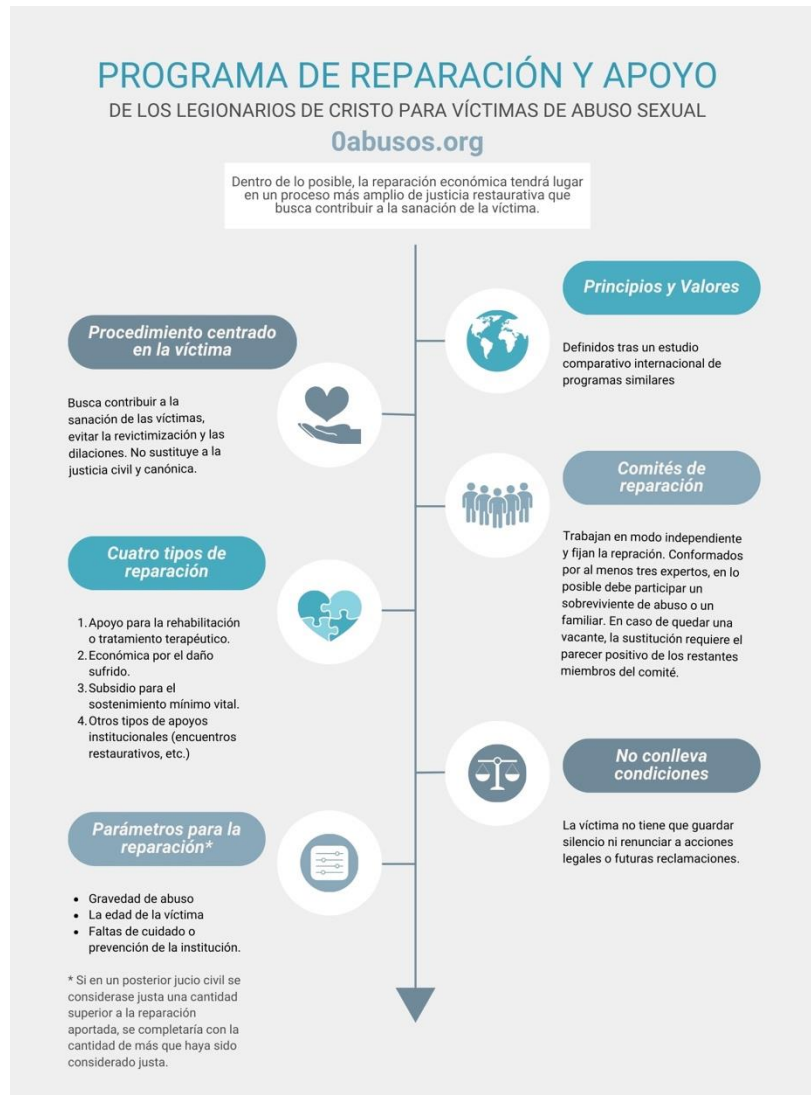 PROGRAMA DE REPARACIÓN Y APOYO
DE LOS LEGIONARIOS DE CRISTO PARA VÍCTIMAS DE ABUSO SEXUAL
0abusos.org
Dentro de lo posible, la reparación económica tendrá lugar
en un proceso más amplio de justicia restaurativa que
busca contribuir a la sanación de la víctima.
Principios y Valores
Definidos tras un estudio
comparativo internacional de
programas similares
Procedimiento centrado
en la víctima
Busca contribuir a la
sanación de las víctimas,
evitar la revictimización y las
dilaciones. No sustituye a la
justicia civil y canónica.
Comités de
reparación
Trabajan en modo independiente
y fijan la repración. Conformados
por al menos tres expertos, en lo
posible debe participar un
sobreviviente de abuso o un
familiar. En caso de quedar una
vacante, la sustitución requiere el
parecer positivo de los restantes
miembros del comité.
Cuatro tipos de
reparación
1. Apoyo para la rehabilitación
o tratamiento terapéutico.
2. Económica por el daño
sufrido.
3. Subsidio para el
sostenimiento mínimo vital.
4. Otros tipos de apoyos
institucionales (encuentros
restaurativos, etc.)
No conlleva
condiciones
La víctima no tiene que guardar
silencio ni renunciar a acciones
legales o futuras reclamaciones.
Parámetros para la
reparación*
• Gravedad de abuso
• La edad de la víctima
• Faltas de cuidado o
prevención de la institución.
* Si en un posterior jucio civil se
considerase justa una cantidad
superior a la reparación
aportada, se completaría con la
cantidad de más que haya sido
considerado justa.